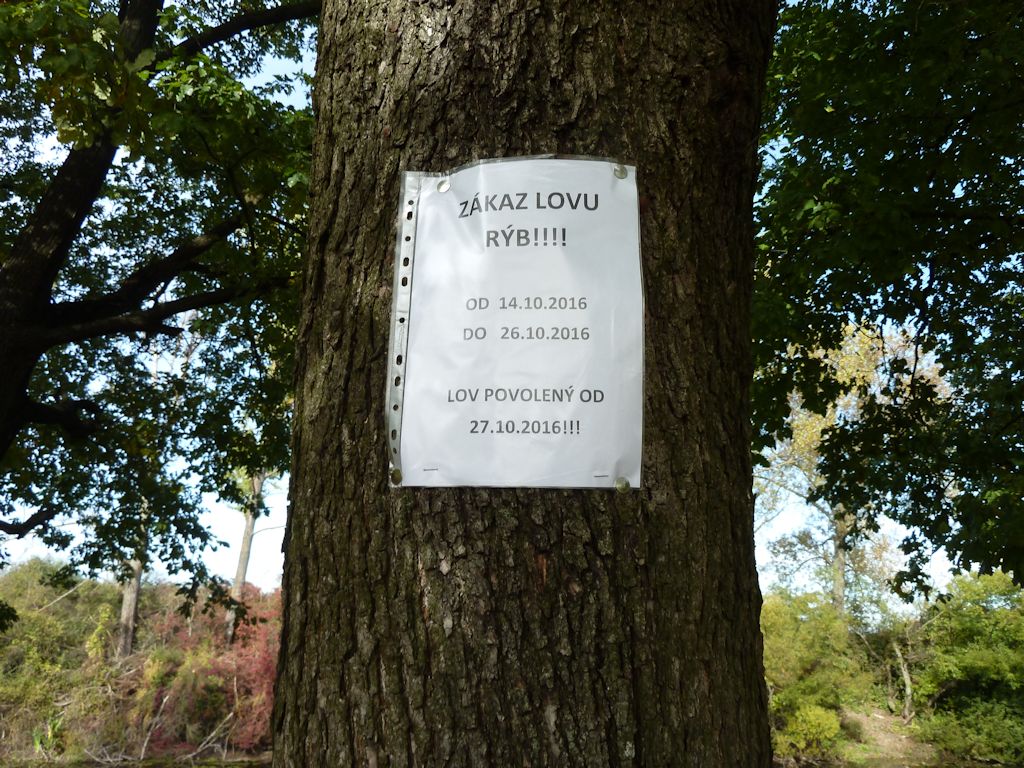 ZÁKAZ LOVU
RÝB!!!!
OD 14.10.2016
DO 26.10.2016
LOV POVOLENÝ OD
27.10.2016!!!